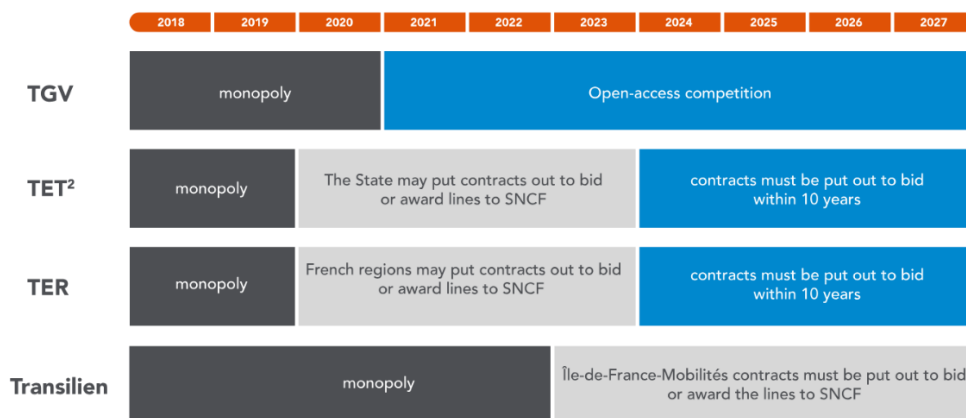 2018 2019 2020 2021 2022 2023 2024 2025 2026 2027
TGV
monopoly
Open-access competition
TET²
monopoly
The State may put contracts out to bid
or award lines to SNCF
contracts must be put out to bid
within 10 years
TER
monopoly
French regions may put contracts out to bid
or award lines to SNCF
contracts must be put out to bid
within 10 years
Transilien
monopoly
Île-de-France-Mobilités contracts must be put out to bid
or award the lines to SNCF